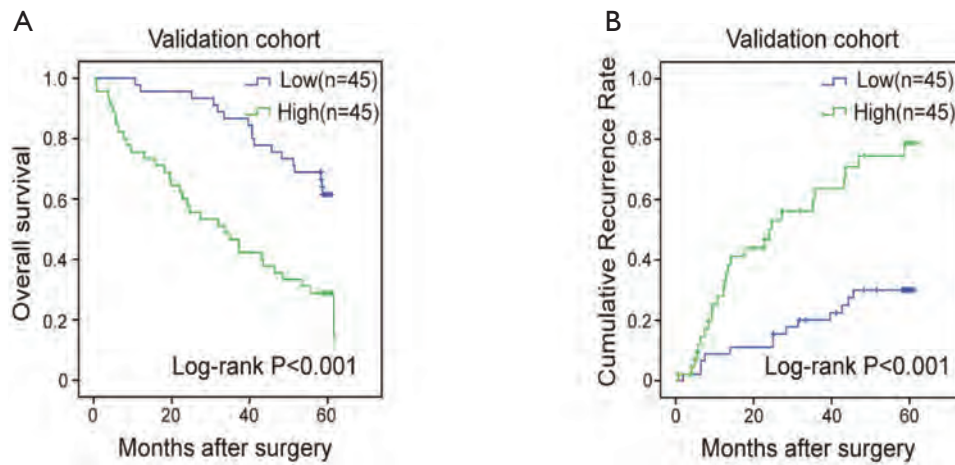 A
Validation cohort
Low(n=45)
High(n=45)
1.0
0.8
0.6
0.4
0.2
0
Overall survival
Log-rank P<0.001
0 20 40 60
Months after surgery
B
Validation cohort
Low(n=45)
High(n=45)
1.0
0.8
0.6
0.4
0.2
0
Cumulative Recurrence Rate
Log-rank P<0.001
0 20 40 60
Months after surgery